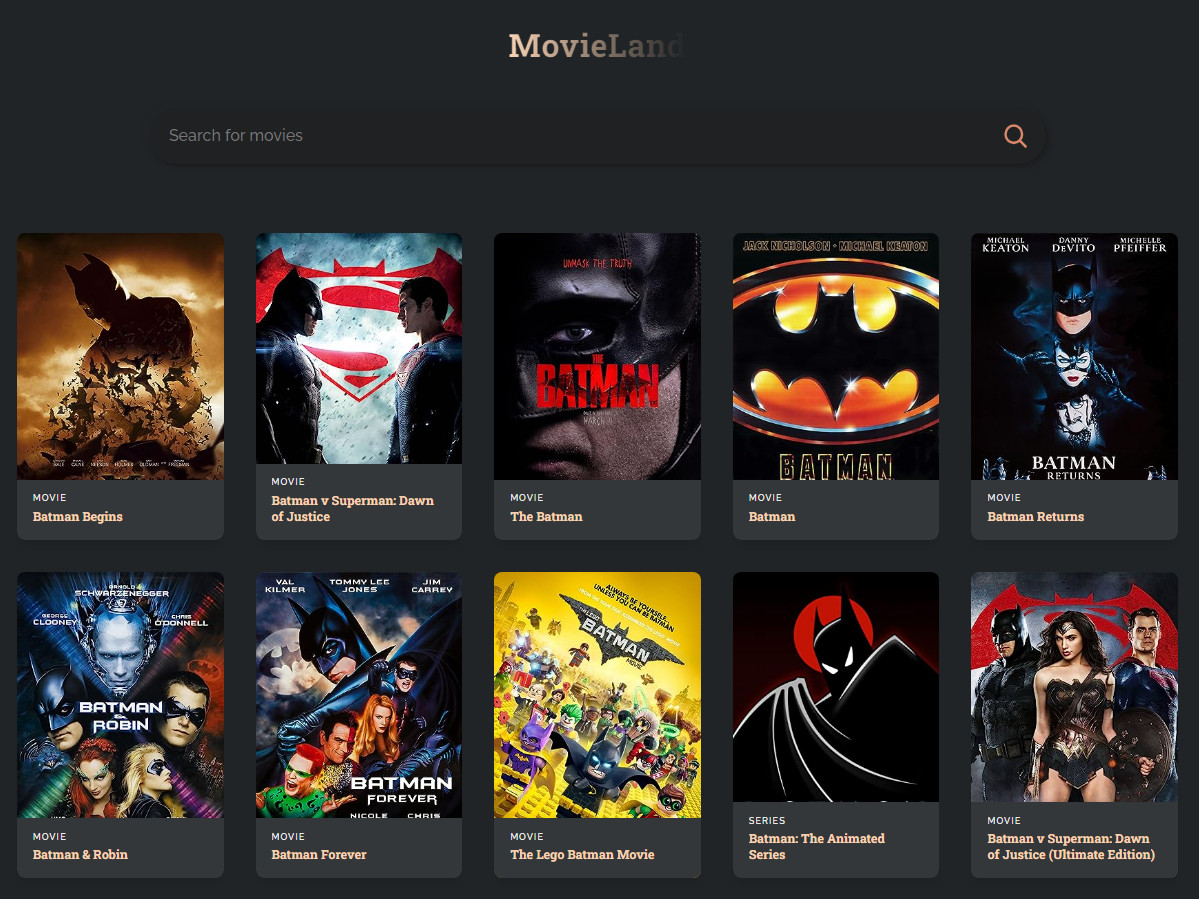 MovieLand
Search for movies
MOVIE
Batman Begins
UNMASK THE TRUTH
THE
BATMAN
MARCH
JACK NICHOLSON · MICHAEL KEATON
BATMAN
MICHAEL DANNY MICHELLE
KEATON DeVITO PFEIFFER
BATMAN
RETURNS
MOVIE
Batman v Superman: Dawn
of Justice
MOVIE
The Batman
MOVIE
Batman
MOVIE
Batman Returns
ARNOLD
SCHWARZENEGGER
GEORGE
CLOONEY
CHRIS
O'DONNELL
BATMAN
&
ROBIN
MOVIE
Batman & Robin
VAL TOMMY LEE JIM
KILMER JONES CARREY
BATMAN
FOREVER
NICOLE CHRIS
MOVIE
Batman Forever
ALWAYS BE YOURSELF.
UNLESS YOU CAN BE BATMAN
THE LEGO
BATMAN
MOVIE
MOVIE
The Lego Batman Movie
SERIES
Batman: The Animated
Series
MOVIE
Batman v Superman: Dawn
of Justice (Ultimate Edition)